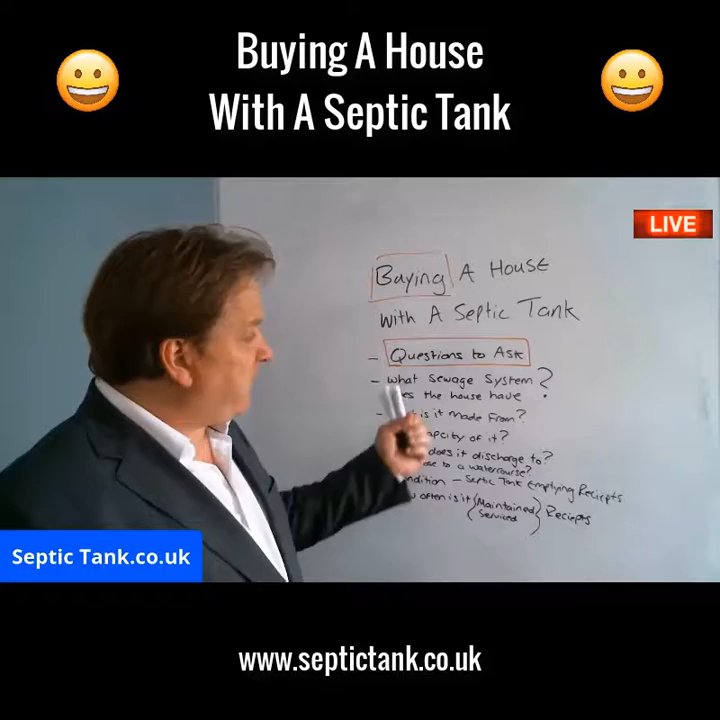 Buying A House
With A Septic Tank
LIVE
Buying A House
with A Septic Tank
- Questions to Ask
- what Sewage System?
the house have
is it made From?
of it?
does it discharge to?
to a watercourse?
- Septic Tank Emptying Reciepts
often is it (Maintained) Reciepts
Serviced
Septic Tank.co.uk
www.septictank.co.uk